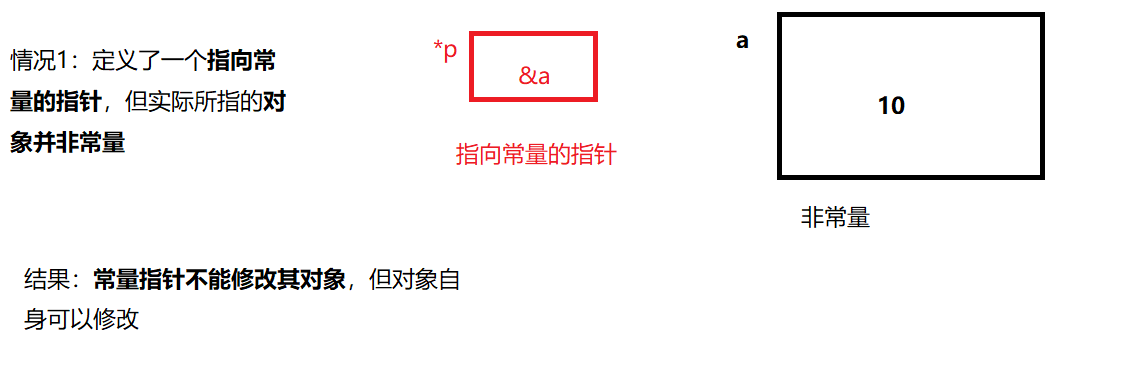 情况1：定义了一个指向常
量的指针，但实际所指的对
象并非常量
*p
&a
指向常量的指针
a
10
非常量
结果：常量指针不能修改其对象，但对象自
身可以修改